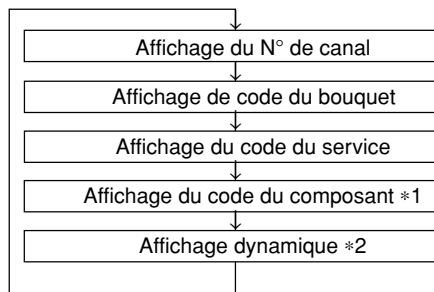 Affichage du N° de canal
Affichage de code du bouquet
Affichage du code du service
Affichage du code du composant *1
Affichage dynamique *2